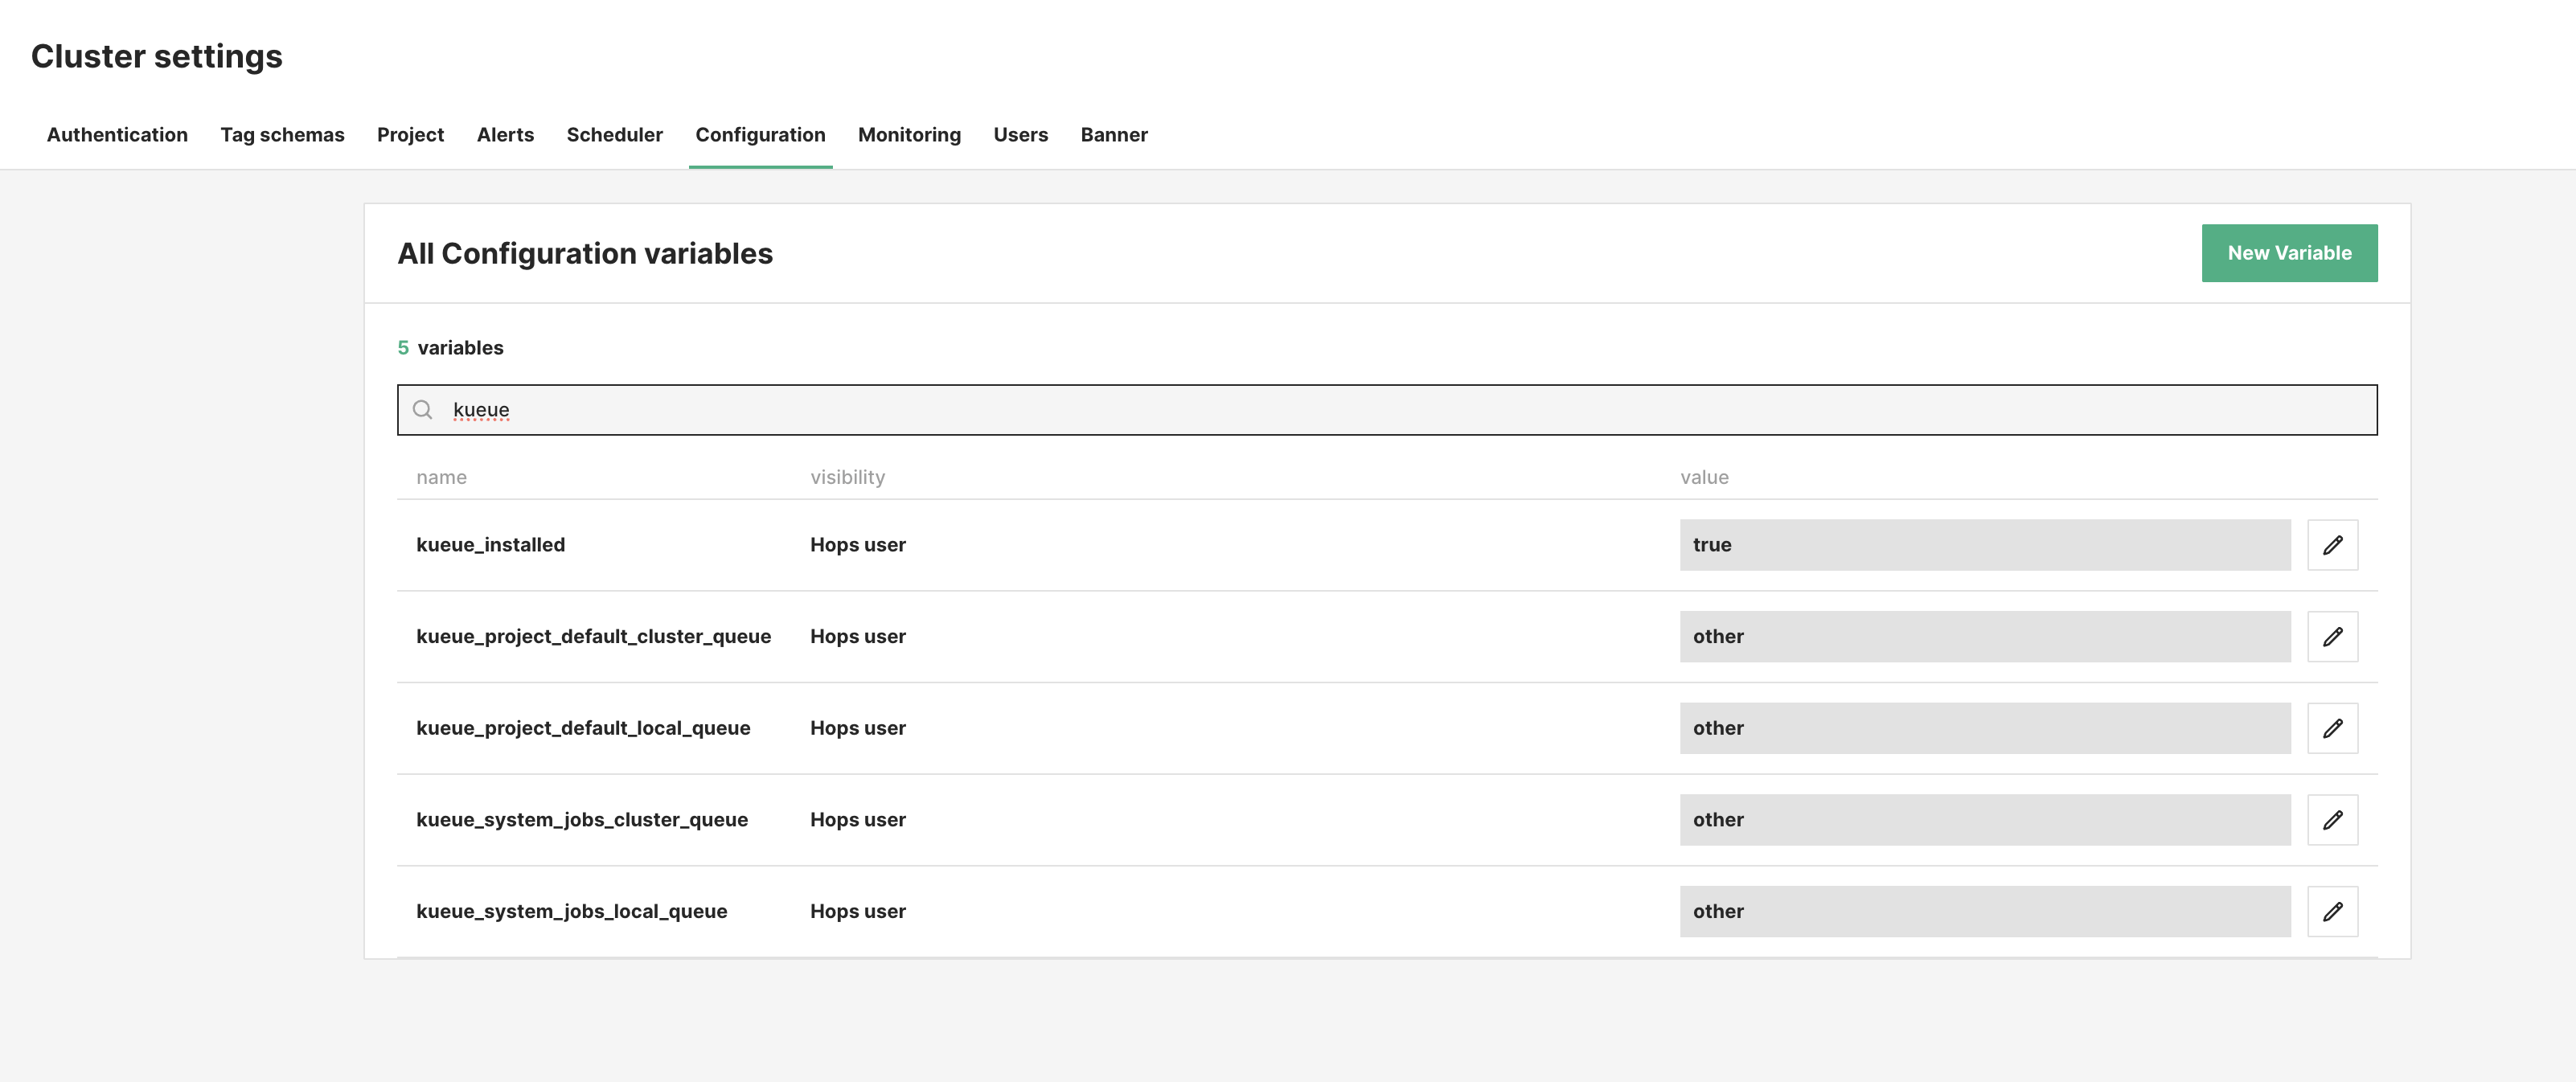 Cluster settings
Authentication Tag schemas Project Alerts Scheduler Configuration Monitoring Users Banner
All Configuration variables
New Variable
5 variables
kueue
name visibility value
kueue_installed Hops user true
kueue_project_default_cluster_queue Hops user other
kueue_project_default_local_queue Hops user other
kueue_system_jobs_cluster_queue Hops user other
kueue_system_jobs_local_queue Hops user other